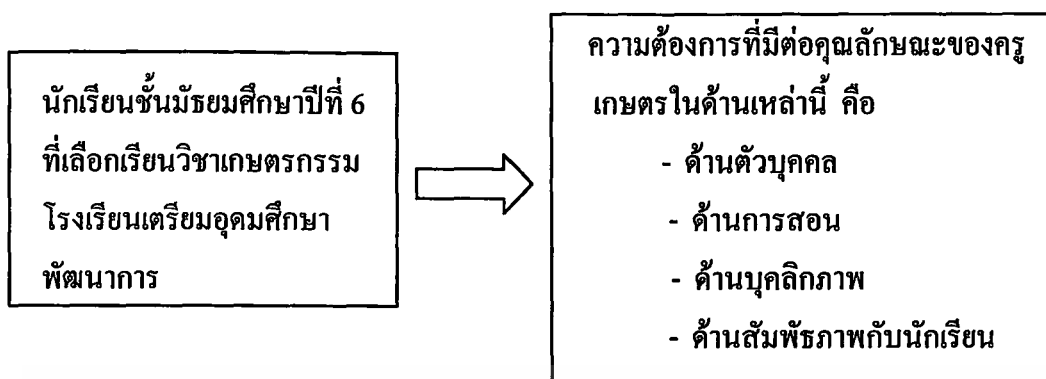 นักเรียนชั้นมัธยมศึกษาปีที่ 6
ที่เลือกเรียนวิชาเกษตรกรรม
โรงเรียนเตรียมอุดมศึกษา
พัฒนาการ
ความต้องการที่มีต่อคุณลักษณะของครู
เกษตรในด้านเหล่านี้ คือ
- ด้านตัวบุคคล
- ด้านการสอน
- ด้านบุคลิกภาพ
- ด้านสัมพัธภาพกับนักเรียน